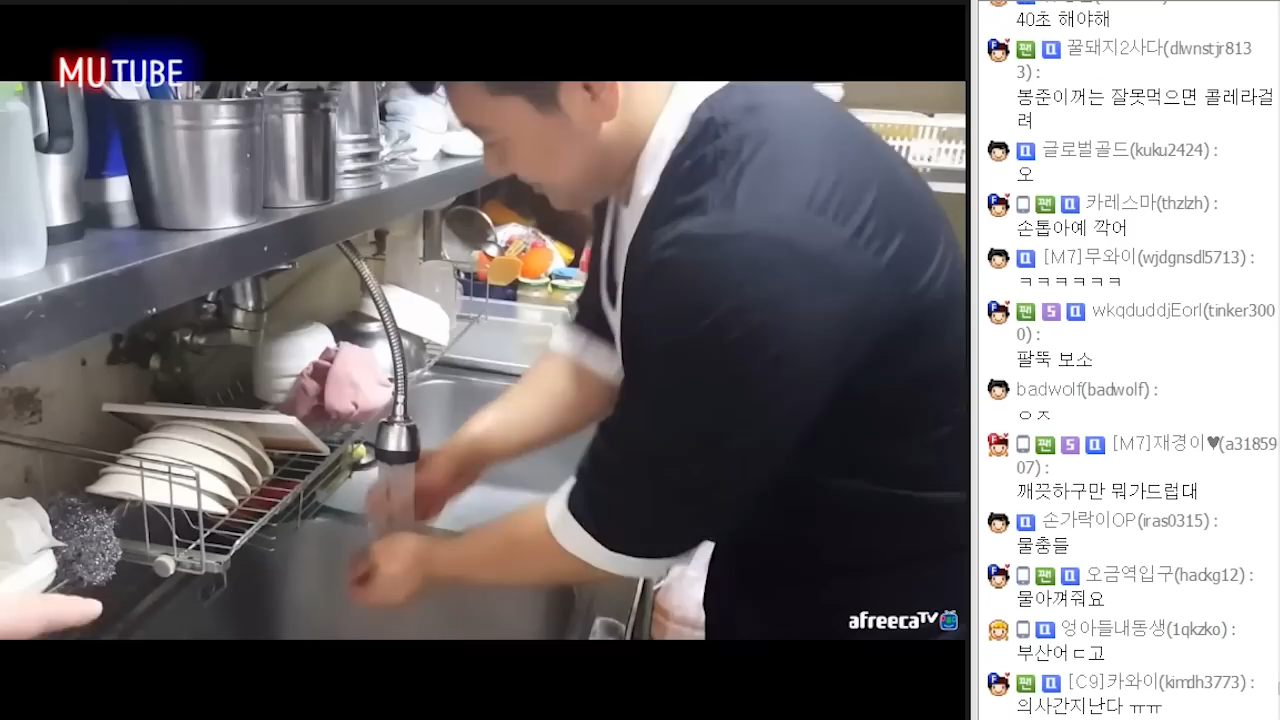 MUTUBE
afreecaTV
40초 해야해
꿀돼지2사다(dlwnstjr813
3) :
봉준이꺼는 잘못먹으면 콜레라걸
려
글로벌골드(kuku2424) :
오
카레스마(thzlzh) :
손톱아예 깍어
[M7]무와이(wjdgnsdl5713) :
ㅋㅋㅋㅋㅋㅋ
wkqduddjEorl(tinker300
0) :
팔뚝 보소
badwolf(badwolf) :
ㅇㅈ
[M7]재경이♥(a31859
07) :
깨끗하구만 뭐가드럽대
손가락이OP(iras0315) :
물충들
오금역입구(hackg12) :
물아껴줘요
엉아들내동생(1qkzko) :
부산어ㄷ고
[C9]카와이(kimdh3773) :
의사간지난다 ㅠㅠ